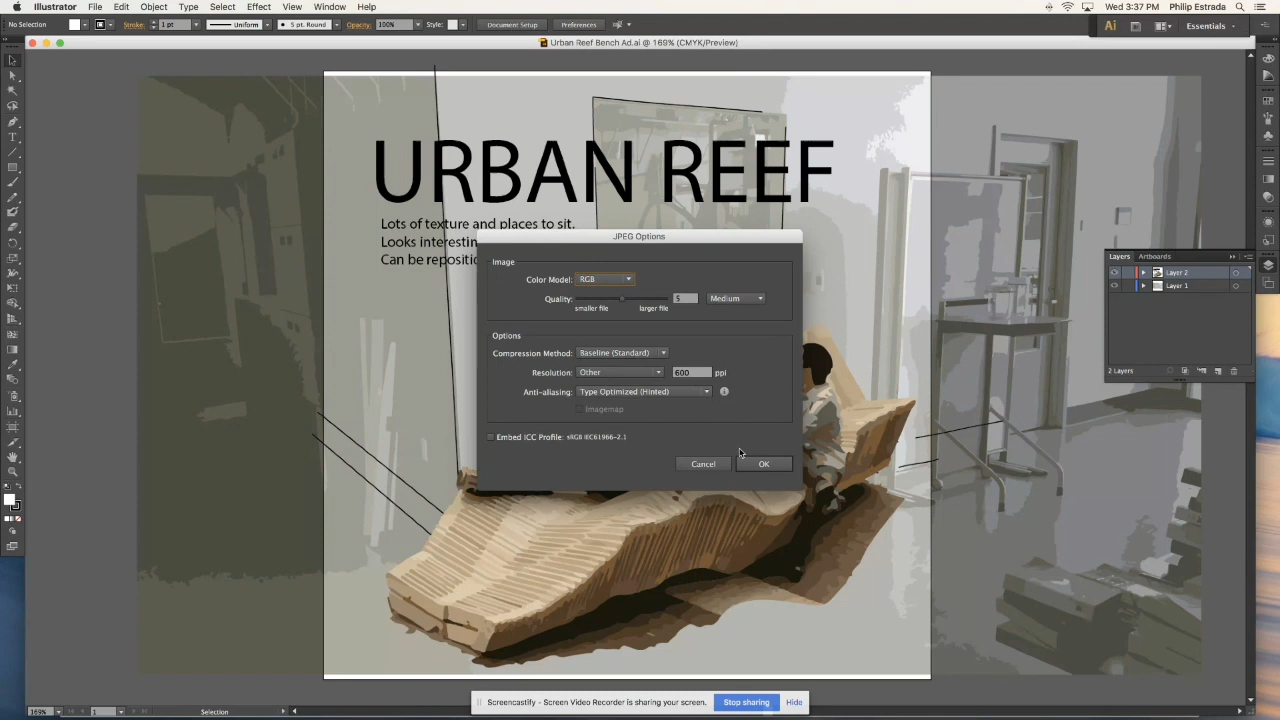 Illustrator File Edit Object Type Select Effect View Window Help
Wed 3:37 PM Philip Estrada
No Selection Stroke: 1 pt Uniform 5 pt. Round Opacity: 100% Style: Document Setup Preferences
Ai Essentials
Urban Reef Bench Ad.ai @ 169% (CMYK/Preview)
URBAN REEF
Lots of texture and places to sit.
Looks interestin
Can be repositio
JPEG Options
Image
Color Model: RGB
Quality: 5 Medium
smaller file larger file
Options
Compression Method: Baseline (Standard)
Resolution: Other 600 ppi
Anti-aliasing: Type Optimized (Hinted)
Imagemap
Embed ICC Profile: sRGB IEC61966-2.1
Cancel OK
Layers Artboards
Layer 2
Layer 1
2 Layers
Screencastify - Screen Video Recorder is sharing your screen. Stop sharing Hide
169% 1 Selection